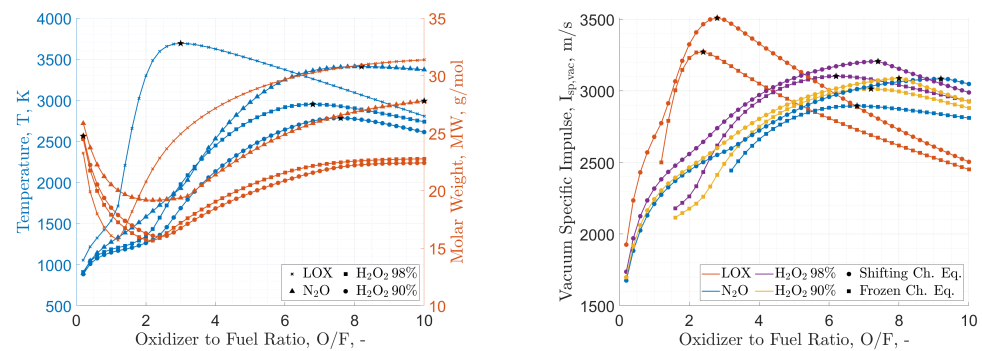 4000
3500
3000
2500
2000
1500
1000
500
Temperature, T, K
35
30
25
20
15
10
Molar Weight, MW, g/mol
LOX
H₂O₂ 98%
N₂O
H₂O₂ 90%
0 2 4 6 8 10
Oxidizer to Fuel Ratio, O/F, -
3500
3000
2500
2000
1500
Vacuum Specific Impulse, Iₛₚ,ᵥₐ꜀, m/s
LOX
H₂O₂ 98%
Shifting Ch. Eq.
N₂O
H₂O₂ 90%
Frozen Ch. Eq.
0 2 4 6 8 10
Oxidizer to Fuel Ratio, O/F, -